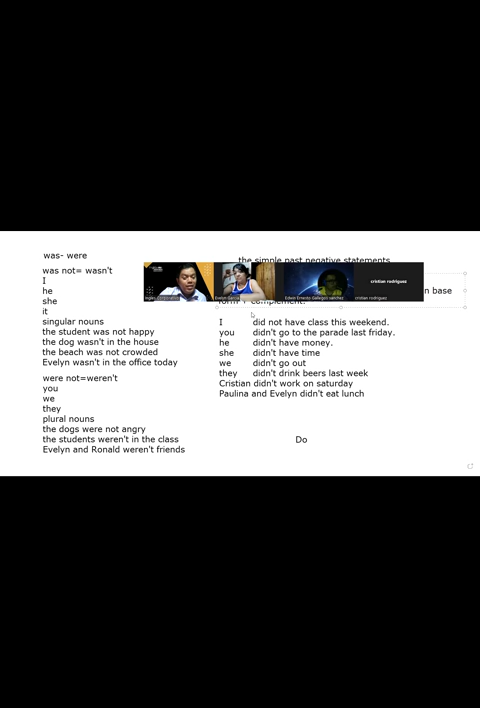 was- were
was not= wasn't
I
he
she
it
singular nouns
the student was not happy
the dog wasn't in the house
the beach was not crowded
Evelyn wasn't in the office today
were not=weren't
you
we
they
plural nouns
the dogs were not angry
the students weren't in the class
Evelyn and Ronald weren't friends
the simple past negative statements
n base
complement.
I did not have class this weekend.
you didn't go to the parade last friday.
he didn't have money.
she didn't have time
we didn't go out
they didn't drink beers last week
Cristian didn't work on saturday
Paulina and Evelyn didn't eat lunch
Do
Evelyn Garcia
Edwin Ernesto Gallegos sanchez
cristian rodriguez
cristian rodriguez